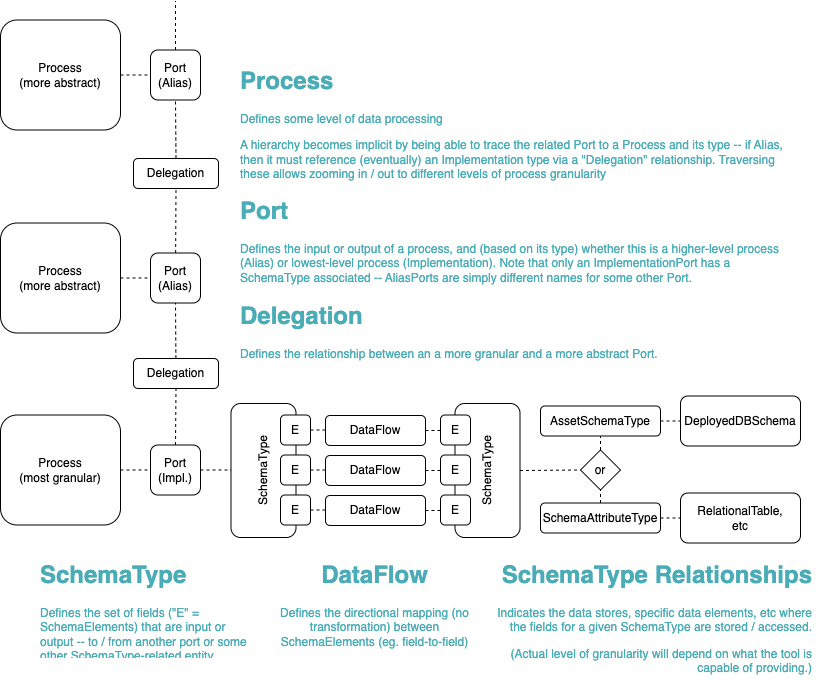 Process
(more abstract)
Port
(Alias)
Process
Defines some level of data processing
A hierarchy becomes implicit by being able to trace the related Port to a Process and its type -- if Alias,
then it must reference (eventually) an Implementation type via a "Delegation" relationship. Traversing
these allows zooming in / out to different levels of process granularity
Delegation
Port
Defines the input or output of a process, and (based on its type) whether this is a higher-level process
(Alias) or lowest-level process (Implementation). Note that only an ImplementationPort has a
SchemaType associated -- AliasPorts are simply different names for some other Port.
Process
(more abstract)
Port
(Alias)
Delegation
Defines the relationship between an a more granular and a more abstract Port.
Delegation
Process
(most granular)
Port
(Impl.)
SchemaType
E
DataFlow
E
E
DataFlow
E
E
DataFlow
E
SchemaType
AssetSchemaType
DeployedDBSchema
or
SchemaAttributeType
RelationalTable,
etc
SchemaType
Defines the set of fields ("E" =
SchemaElements) that are input or
output -- to / from another port or some
other SchemaType-related entity
DataFlow
Defines the directional mapping (no
transformation) between
SchemaElements (eg. field-to-field)
SchemaType Relationships
Indicates the data stores, specific data elements, etc where
the fields for a given SchemaType are stored / accessed.
(Actual level of granularity will depend on what the tool is
capable of providing.)